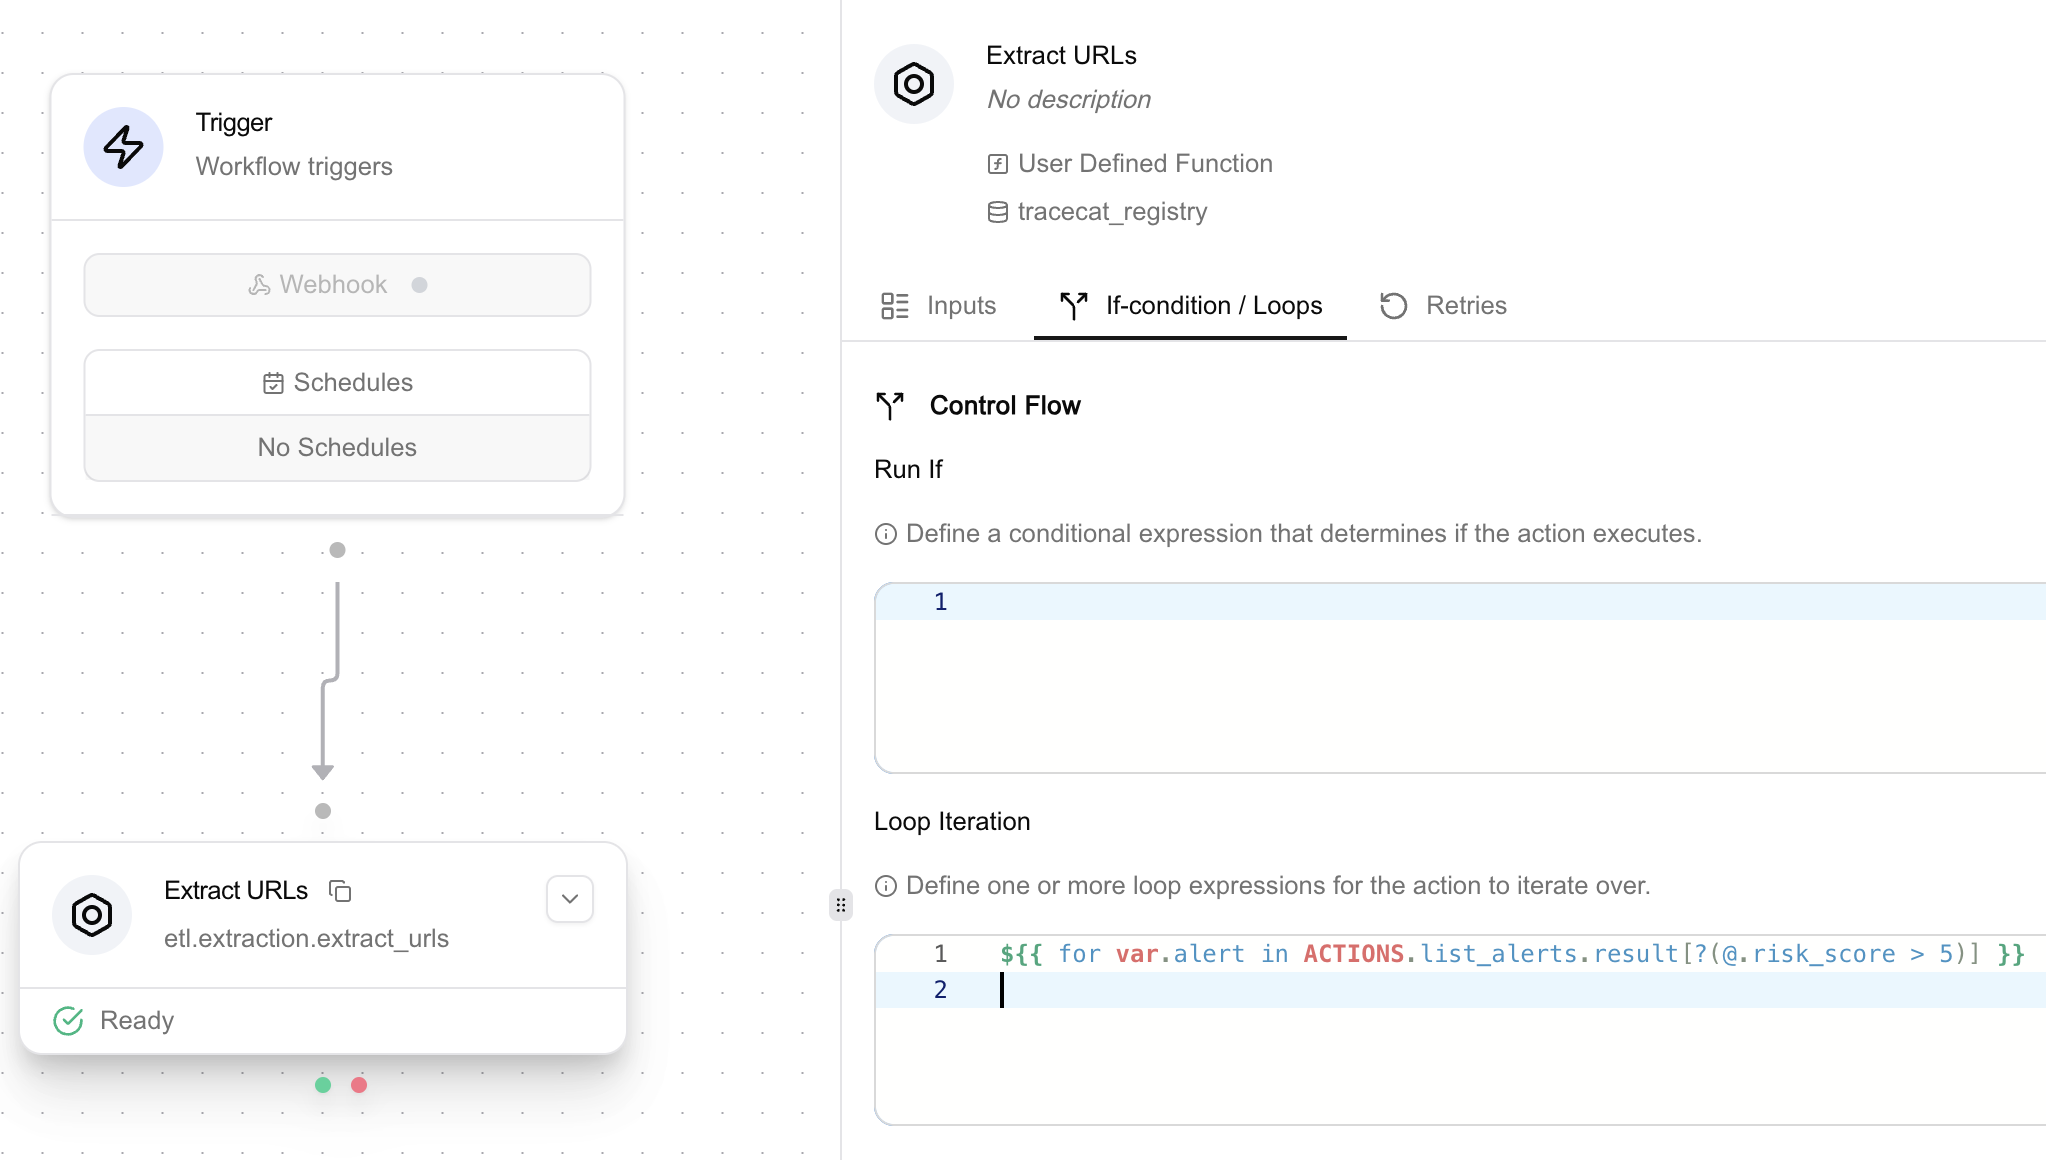 Trigger
Workflow triggers
Webhook
Schedules
No Schedules
Extract URLs
etl.extraction.extract_urls
Ready
Extract URLs
No description
User Defined Function
tracecat_registry
Inputs
If-condition / Loops
Retries
Control Flow
Run If
Define a conditional expression that determines if the action executes.
1
Loop Iteration
Define one or more loop expressions for the action to iterate over.
1 ${{ for var.alert in ACTIONS.list_alerts.result[?(@.risk_score > 5)] }}
2